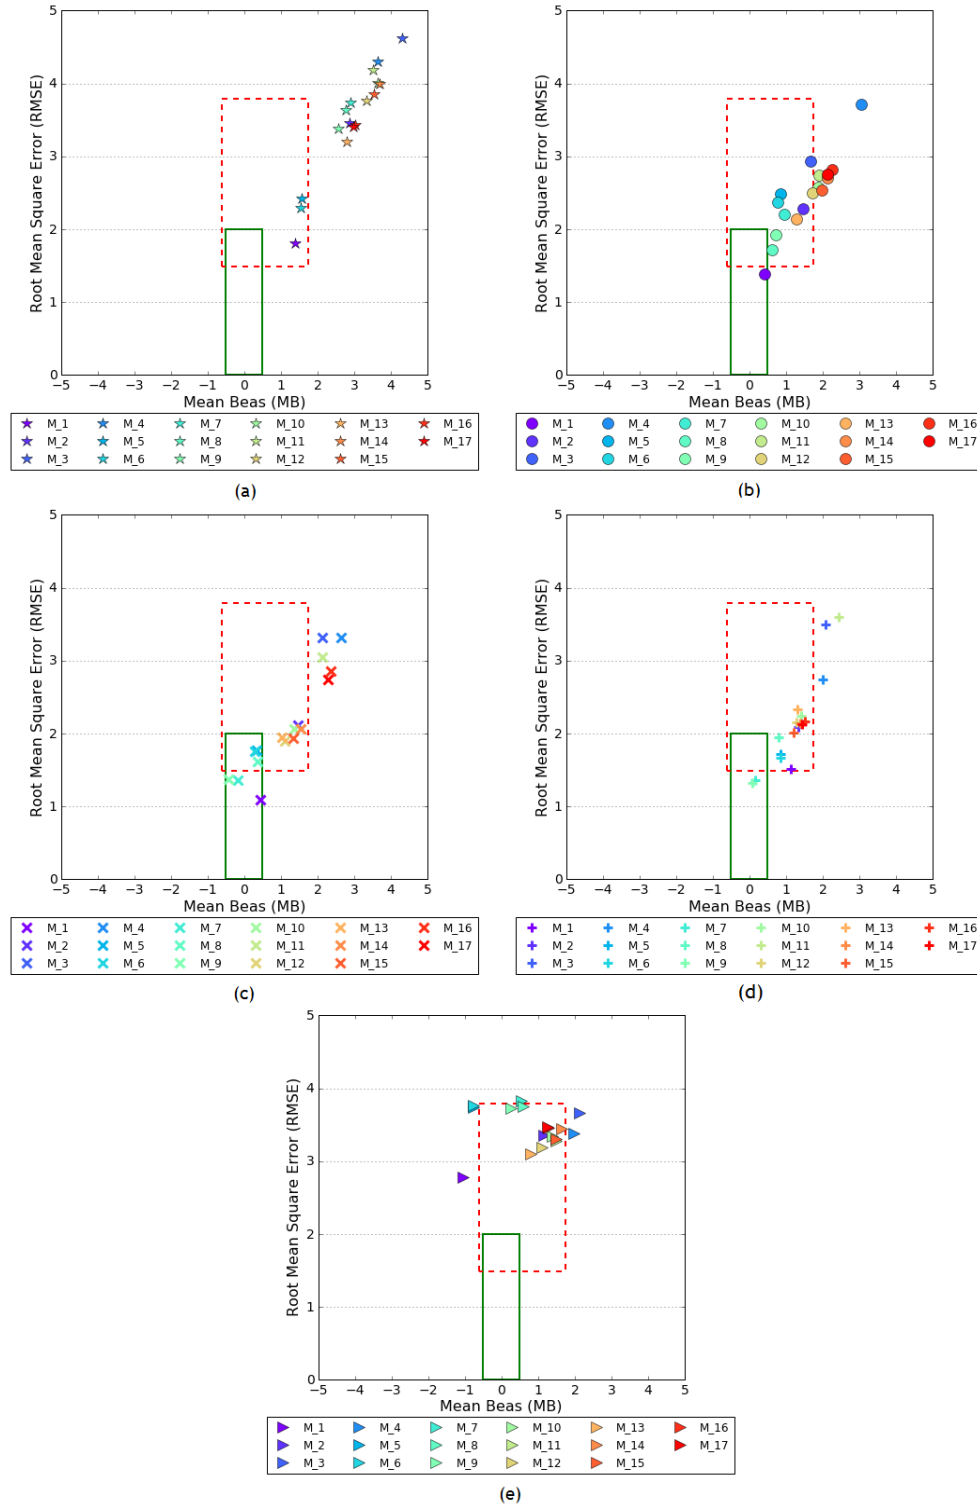 5
4
3
2
1
0
Root Mean Square Error (RMSE)
−5 −4 −3 −2 −1 0 1 2 3 4 5
Mean Beas (MB)
M_1 M_4 M_7 M_10 M_13 M_16
M_2 M_5 M_8 M_11 M_14 M_17
M_3 M_6 M_9 M_12 M_15
(a)
5
4
3
2
1
0
Root Mean Square Error (RMSE)
−5 −4 −3 −2 −1 0 1 2 3 4 5
Mean Beas (MB)
M_1 M_4 M_7 M_10 M_13 M_16
M_2 M_5 M_8 M_11 M_14 M_17
M_3 M_6 M_9 M_12 M_15
(b)
5
4
3
2
1
0
Root Mean Square Error (RMSE)
−5 −4 −3 −2 −1 0 1 2 3 4 5
Mean Beas (MB)
M_1 M_4 M_7 M_10 M_13 M_16
M_2 M_5 M_8 M_11 M_14 M_17
M_3 M_6 M_9 M_12 M_15
(c)
5
4
3
2
1
0
Root Mean Square Error (RMSE)
−5 −4 −3 −2 −1 0 1 2 3 4 5
Mean Beas (MB)
M_1 M_4 M_7 M_10 M_13 M_16
M_2 M_5 M_8 M_11 M_14 M_17
M_3 M_6 M_9 M_12 M_15
(d)
5
4
3
2
1
0
Root Mean Square Error (RMSE)
−5 −4 −3 −2 −1 0 1 2 3 4 5
Mean Beas (MB)
M_1 M_4 M_7 M_10 M_13 M_16
M_2 M_5 M_8 M_11 M_14 M_17
M_3 M_6 M_9 M_12 M_15
(e)